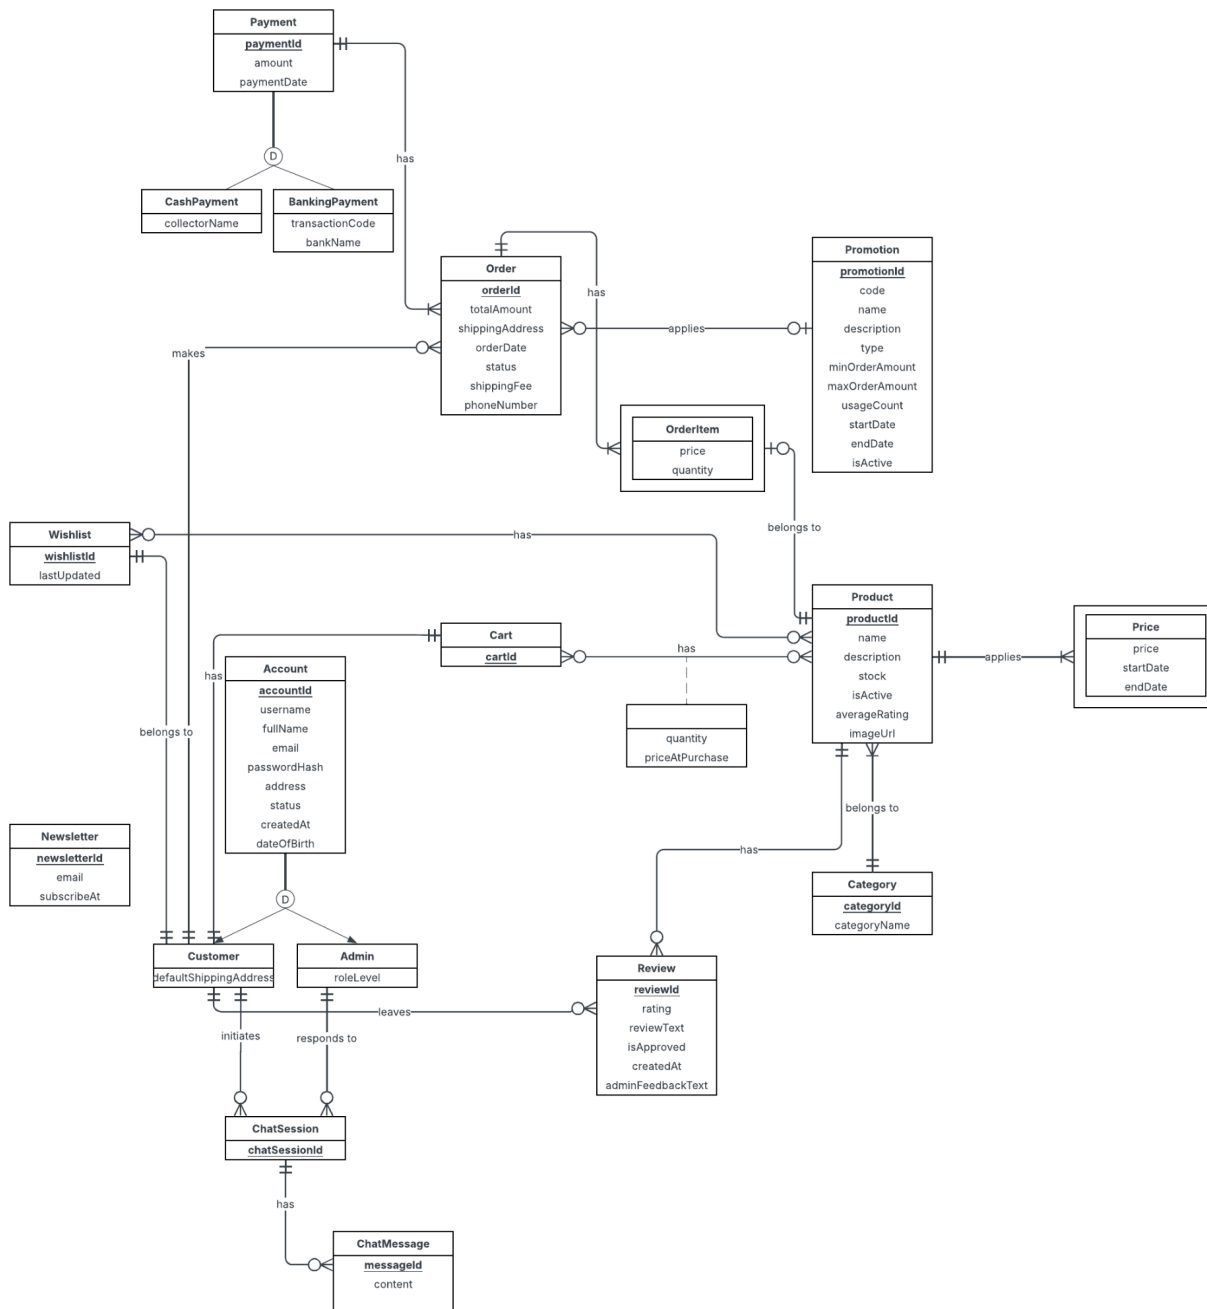 Payment
paymentId
amount
paymentDate
has
D
CashPayment
collectorName
BankingPayment
transactionCode
bankName
Order
orderId
totalAmount
shippingAddress
orderDate
status
shippingFee
phoneNumber
has
applies
Promotion
promotionId
code
name
description
type
minOrderAmount
maxOrderAmount
usageCount
startDate
endDate
isActive
makes
OrderItem
price
quantity
belongs to
Wishlist
wishlistId
lastUpdated
has
Product
productId
name
description
stock
isActive
averageRating
imageUrl
applies
Price
price
startDate
endDate
Cart
cartId
has
quantity
priceAtPurchase
has
belongs to
Account
accountId
username
fullName
email
passwordHash
address
status
createdAt
dateOfBirth
D
Newsletter
newsletterId
email
subscribeAt
belongs to
Category
categoryId
categoryName
has
Customer
defaultShippingAddress
Admin
roleLevel
leaves
initiates
responds to
Review
reviewId
rating
reviewText
isApproved
createdAt
adminFeedbackText
ChatSession
chatSessionId
has
ChatMessage
messageId
content